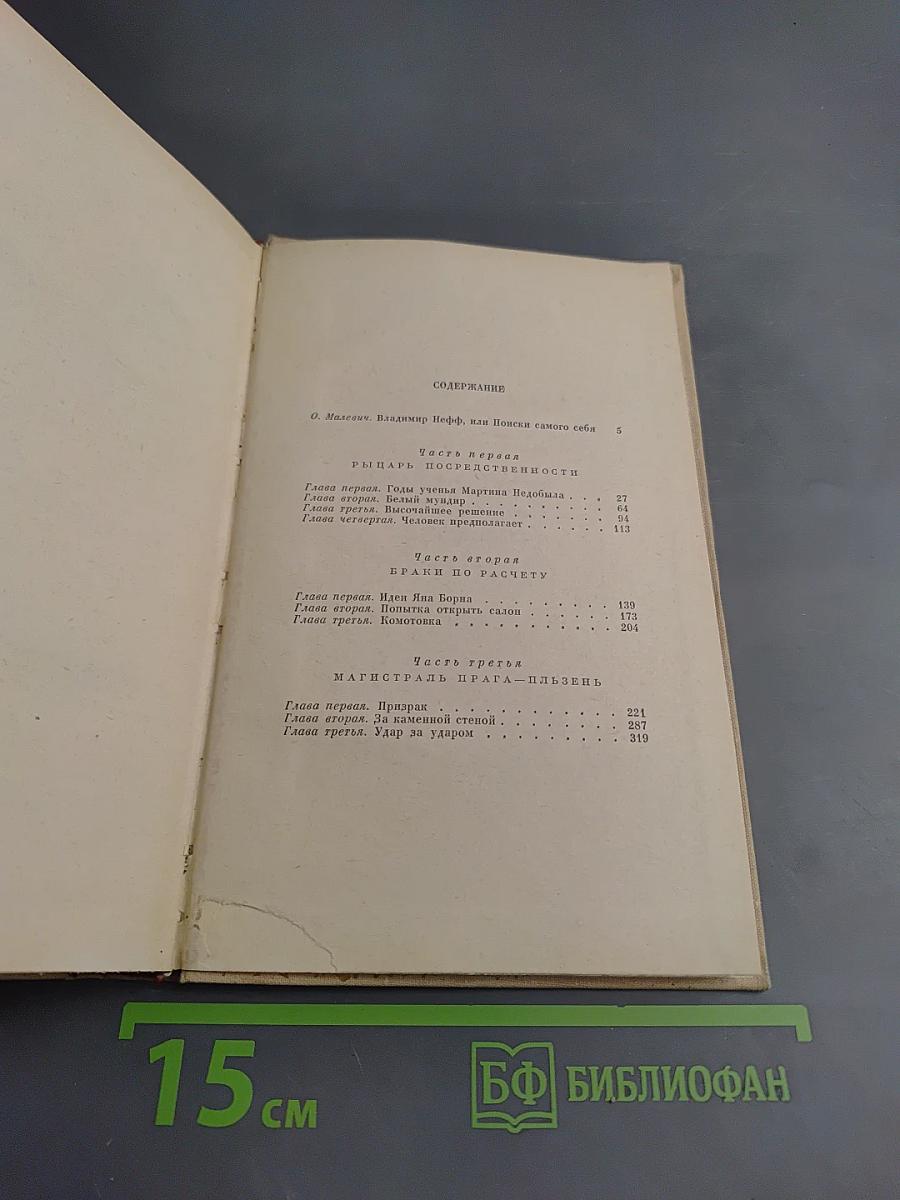 СОДЕРЖАНИЕ
О. Малевич. Владимир Нефф, или Поиски самого себя 5
Часть первая
РЫЦАРЬ ПОСРЕДСТВЕННОСТИ
Глава первая. Годы ученья Мартина Недобыла . . . 27
Глава вторая. Белый мундир . . . . . . . . . . 64
Глава третья. Высочайшее решение . . . . . . . 94
Глава четвертая. Человек предполагает . . . . . . 113
Часть вторая
БРАКИ ПО РАСЧЕТУ
Глава первая. Идеи Яна Борна . . . . . . . . . 139
Глава вторая. Попытка открыть салон . . . . . . 173
Глава третья. Комотовка . . . . . . . . . . . 204
Часть третья
МАГИСТРАЛЬ ПРАГА—ПЛЬЗЕНЬ
Глава первая. Призрак . . . . . . . . . . . . 221
Глава вторая. За каменной стеной . . . . . . . . 287
Глава третья. Удар за ударом . . . . . . . . . 319
15 см
БФ БИБЛИОФАН